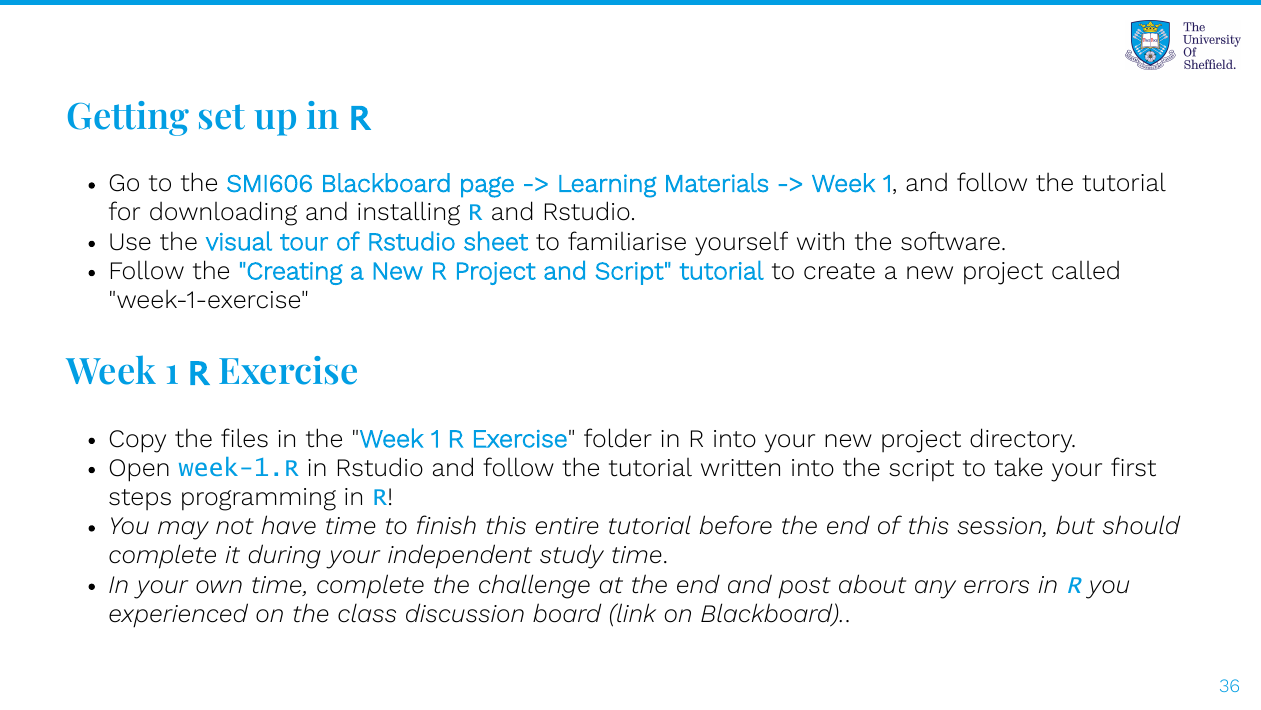 The
University
Of
Sheffield.
Getting set up in R
• Go to the SMI606 Blackboard page -> Learning Materials -> Week 1, and follow the tutorial
for downloading and installing R and Rstudio.
• Use the visual tour of Rstudio sheet to familiarise yourself with the software.
• Follow the "Creating a New R Project and Script" tutorial to create a new project called
"week-1-exercise"
Week 1 R Exercise
• Copy the files in the "Week 1 R Exercise" folder in R into your new project directory.
• Open week-1.R in Rstudio and follow the tutorial written into the script to take your first
steps programming in R!
• You may not have time to finish this entire tutorial before the end of this session, but should
complete it during your independent study time.
• In your own time, complete the challenge at the end and post about any errors in R you
experienced on the class discussion board (link on Blackboard)..
36